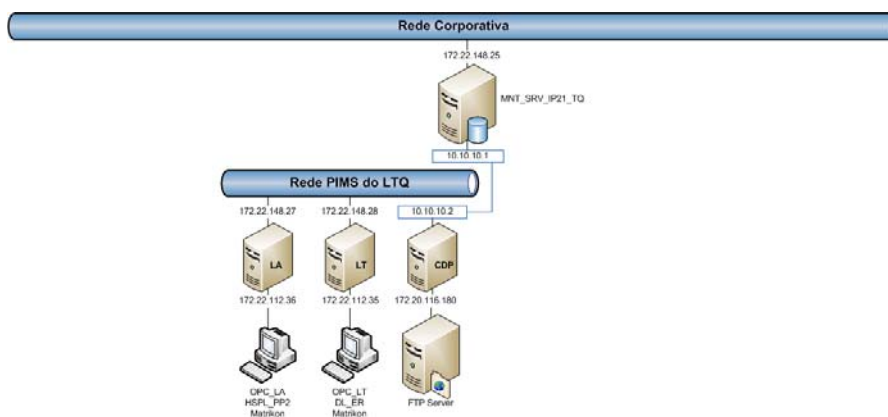 Rede Corporativa
172.22.148.25
MNT_SRV_IP21_TQ
10.10.10.1
Rede PIMS do LTQ
172.22.148.27
172.22.148.28
10.10.10.2
LA
LT
CDP
172.22.112.36
172.22.112.35
172.20.116.180
OPC_LA
HSPL_PP2
Matrikon
OPC_LT
DL_ER
Matrikon
FTP Server